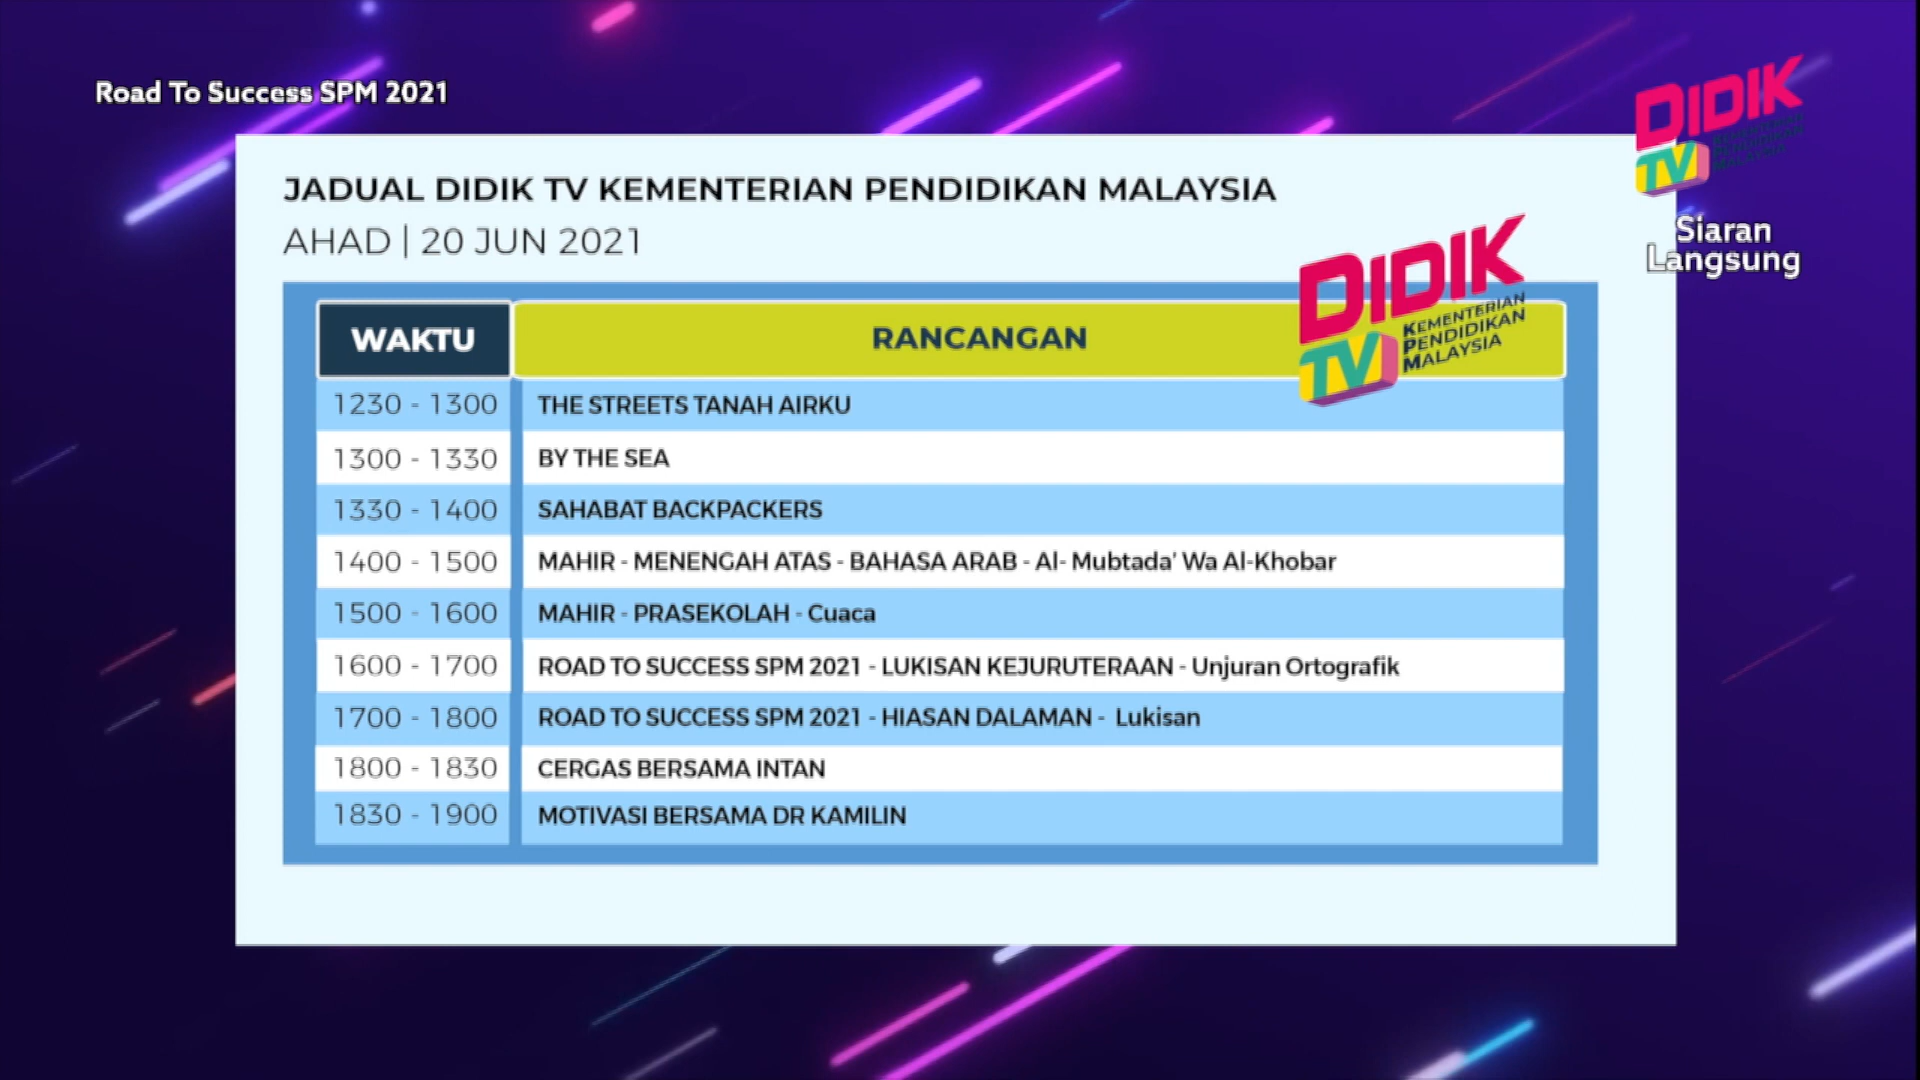 Road To Success SPM 2021
DIDIK
TV
Siaran
Langsung
JADUAL DIDIK TV KEMENTERIAN PENDIDIKAN MALAYSIA
AHAD | 20 JUN 2021
DIDIK
TV
KEMENTERIAN
PENDIDIKAN
MALAYSIA
WAKTU RANCANGAN
1230 - 1300 THE STREETS TANAH AIRKU
1300 - 1330 BY THE SEA
1330 - 1400 SAHABAT BACKPACKERS
1400 - 1500 MAHIR - MENENGAH ATAS - BAHASA ARAB - Al- Mubtada' Wa Al-Khobar
1500 - 1600 MAHIR - PRASEKOLAH - Cuaca
1600 - 1700 ROAD TO SUCCESS SPM 2021 - LUKISAN KEJURUTERAAN - Unjuran Ortografik
1700 - 1800 ROAD TO SUCCESS SPM 2021 - HIASAN DALAMAN - Lukisan
1800 - 1830 CERGAS BERSAMA INTAN
1830 - 1900 MOTIVASI BERSAMA DR KAMILIN